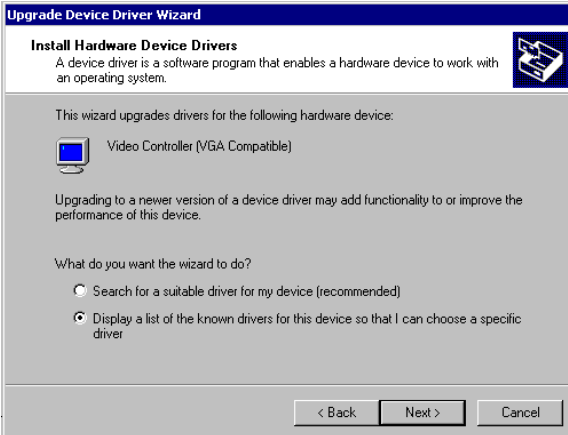 Upgrade Device Driver Wizard
Install Hardware Device Drivers
A device driver is a software program that enables a hardware device to work with
an operating system.
This wizard upgrades drivers for the following hardware device:
Video Controller (VGA Compatible)
Upgrading to a newer version of a device driver may add functionality to or improve the
performance of this device.
What do you want the wizard to do?
Search for a suitable driver for my device (recommended)
Display a list of the known drivers for this device so that I can choose a specific
driver
< Back Next > Cancel